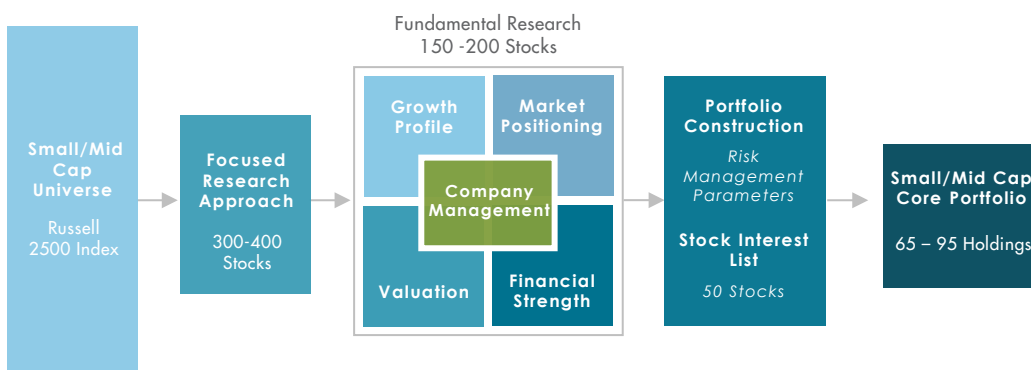 Fundamental Research
150 -200 Stocks
Small/Mid
Cap
Universe
Russell
2500 Index
Focused
Research
Approach
300-400
Stocks
Growth
Profile
Market
Positioning
Company
Management
Valuation
Financial
Strength
Portfolio
Construction
Risk
Management
Parameters
Stock Interest
List
50 Stocks
Small/Mid Cap
Core Portfolio
65 – 95 Holdings